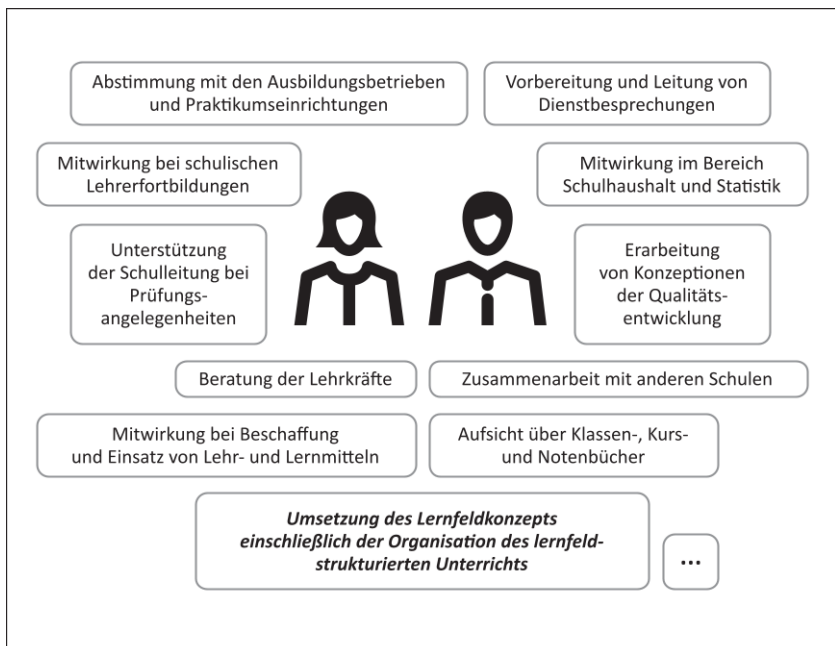 Abstimmung mit den Ausbildungsbetrieben
und Praktikumseinrichtungen
Vorbereitung und Leitung von
Dienstbesprechungen
Mitwirkung bei schulischen
Lehrerfortbildungen
Mitwirkung im Bereich
Schulhaushalt und Statistik
Unterstützung
der Schulleitung bei
Prüfungs-
angelegenheiten
Erarbeitung
von Konzeptionen
der Qualitäts-
entwicklung
Beratung der Lehrkräfte
Zusammenarbeit mit anderen Schulen
Mitwirkung bei Beschaffung
und Einsatz von Lehr- und Lernmitteln
Aufsicht über Klassen-, Kurs-
und Notenbücher
Umsetzung des Lernfeldkonzepts
einschließlich der Organisation des lernfeld-
strukturierten Unterrichts
...